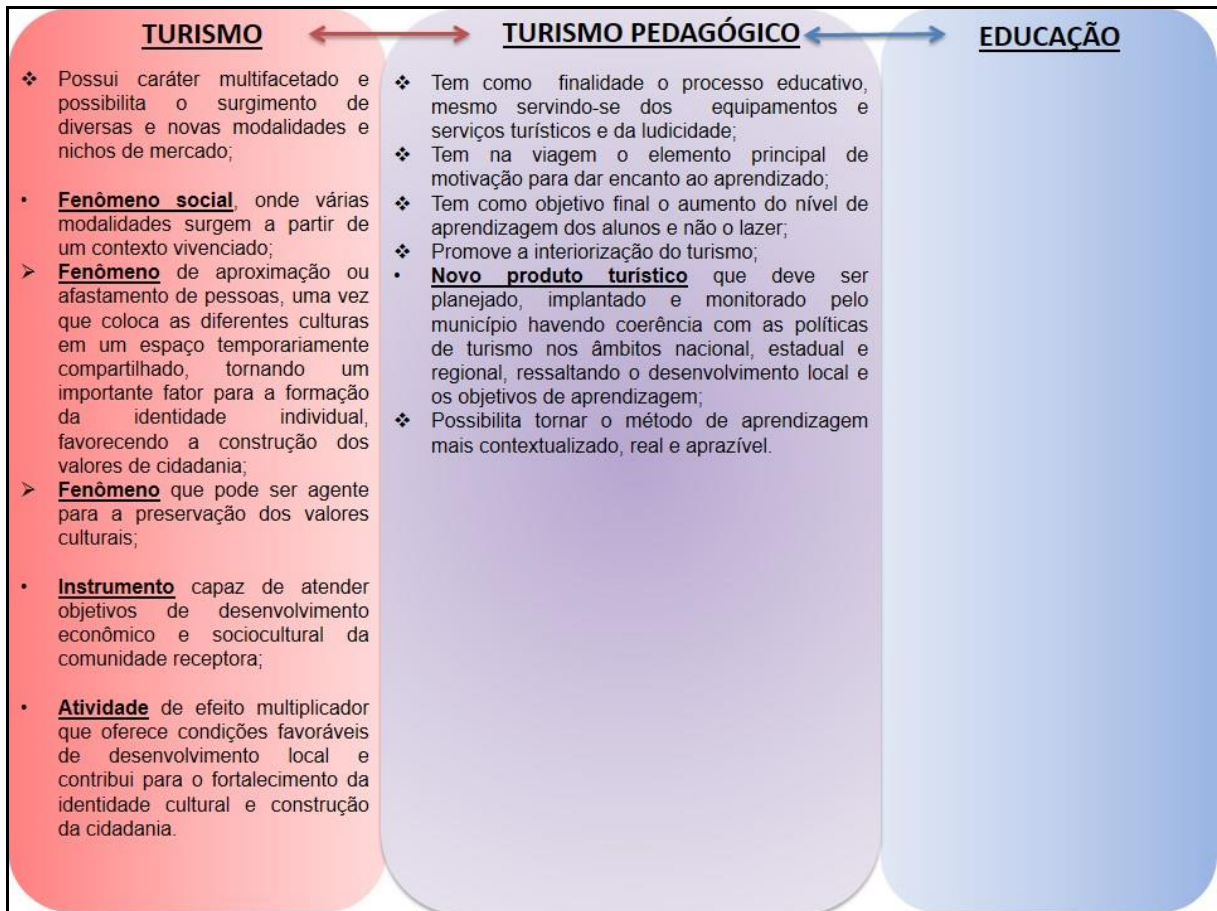 TURISMO
❖ Possui caráter multifacetado e
possibilita o surgimento de
diversas e novas modalidades e
nichos de mercado;
• Fenômeno social, onde várias
modalidades surgem a partir de
um contexto vivenciado;
➢ Fenômeno de aproximação ou
afastamento de pessoas, uma vez
que coloca as diferentes culturas
em um espaço temporariamente
compartilhado, tornando um
importante fator para a formação
da identidade individual,
favorecendo a construção dos
valores de cidadania;
➢ Fenômeno que pode ser agente
para a preservação dos valores
culturais;
• Instrumento capaz de atender
objetivos de desenvolvimento
econômico e sociocultural da
comunidade receptora;
• Atividade de efeito multiplicador
que oferece condições favoráveis
de desenvolvimento local e
contribui para o fortalecimento da
identidade cultural e construção
da cidadania.
TURISMO PEDAGÓGICO
❖ Tem como finalidade o processo educativo,
mesmo servindo-se dos equipamentos e
serviços turísticos e da ludicidade;
❖ Tem na viagem o elemento principal de
motivação para dar encanto ao aprendizado;
❖ Tem como objetivo final o aumento do nível de
aprendizagem dos alunos e não o lazer;
❖ Promove a interiorização do turismo;
• Novo produto turístico que deve ser
planejado, implantado e monitorado pelo
município havendo coerência com as políticas
de turismo nos âmbitos nacional, estadual e
regional, ressaltando o desenvolvimento local e
os objetivos de aprendizagem;
❖ Possibilita tornar o método de aprendizagem
mais contextualizado, real e aprazível.
EDUCAÇÃO